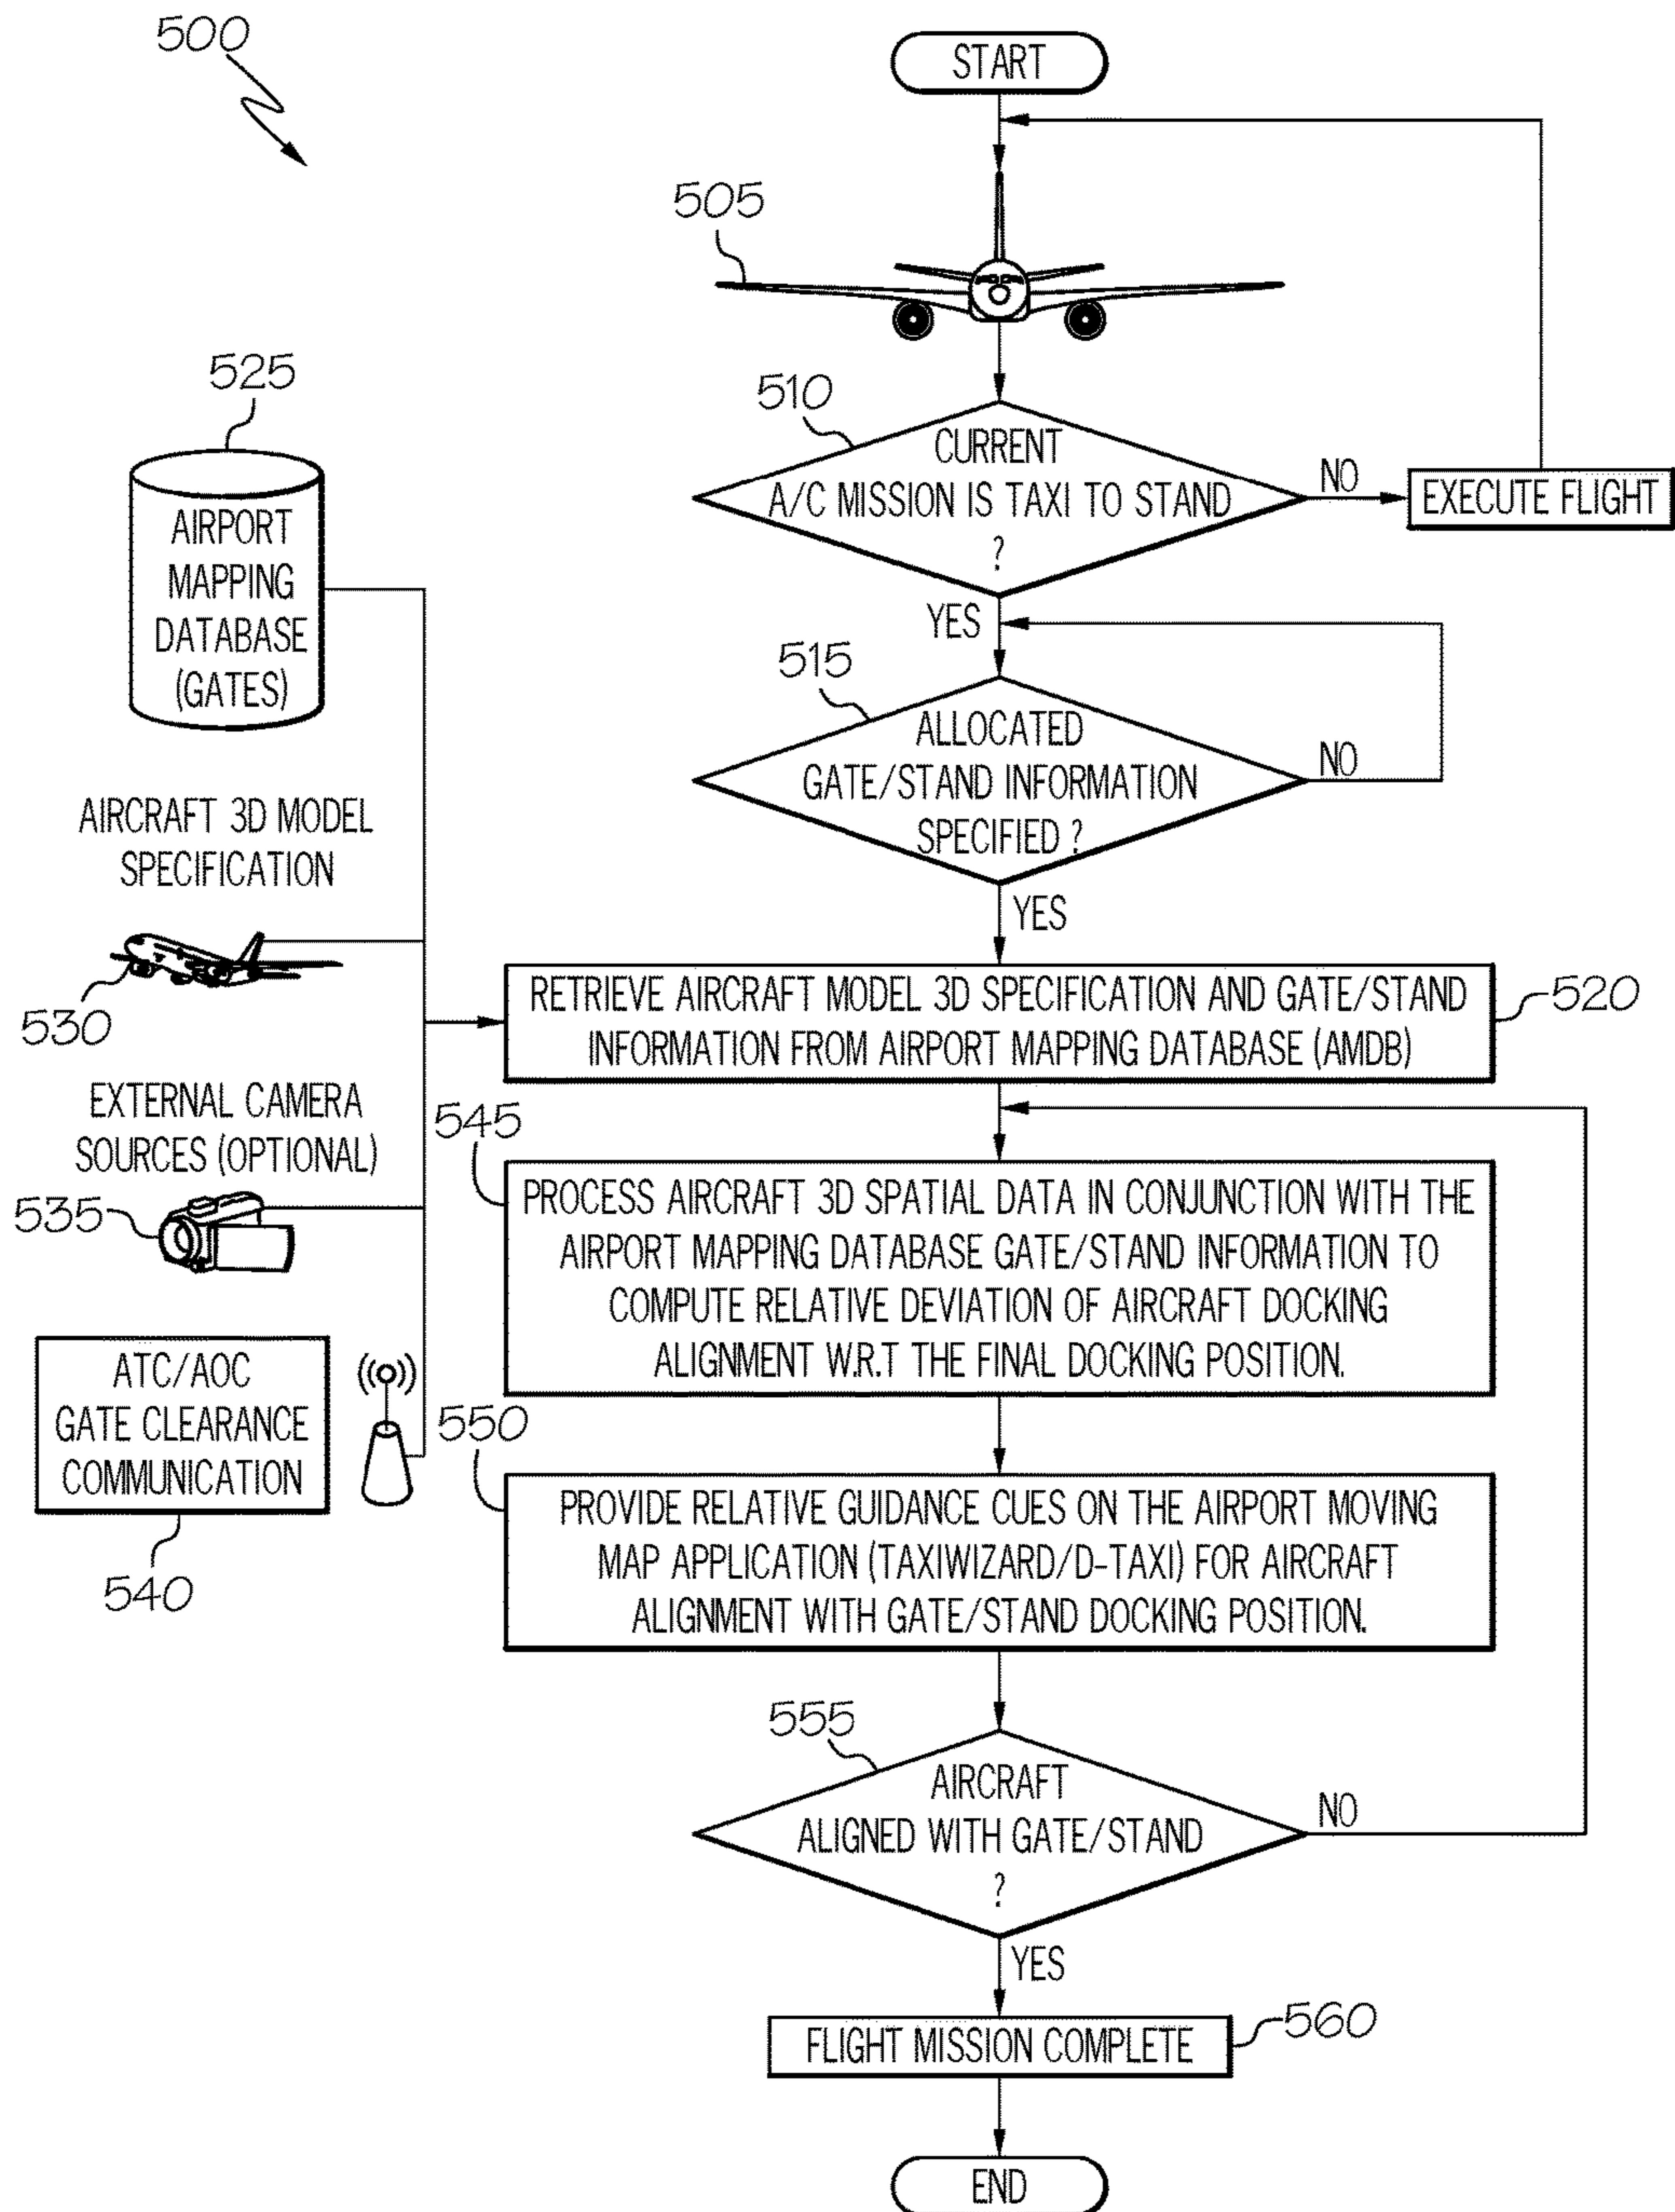 500
START
505
525
510
CURRENT
A/C MISSION IS TAXI TO STAND
?
NO
EXECUTE FLIGHT
AIRPORT
MAPPING
DATABASE
(GATES)
YES
515
ALLOCATED
GATE/STAND INFORMATION
SPECIFIED ?
NO
AIRCRAFT 3D MODEL
SPECIFICATION
YES
530
RETRIEVE AIRCRAFT MODEL 3D SPECIFICATION AND GATE/STAND
INFORMATION FROM AIRPORT MAPPING DATABASE (AMDB)
520
EXTERNAL CAMERA
SOURCES (OPTIONAL)
535
545
PROCESS AIRCRAFT 3D SPATIAL DATA IN CONJUNCTION WITH THE
AIRPORT MAPPING DATABASE GATE/STAND INFORMATION TO
COMPUTE RELATIVE DEVIATION OF AIRCRAFT DOCKING
ALIGNMENT W.R.T THE FINAL DOCKING POSITION.
ATC/AOC
GATE CLEARANCE
COMMUNICATION
540
550
PROVIDE RELATIVE GUIDANCE CUES ON THE AIRPORT MOVING
MAP APPLICATION (TAXIWIZARD/D-TAXI) FOR AIRCRAFT
ALIGNMENT WITH GATE/STAND DOCKING POSITION.
555
AIRCRAFT
ALIGNED WITH GATE/STAND
?
NO
YES
FLIGHT MISSION COMPLETE
560
END